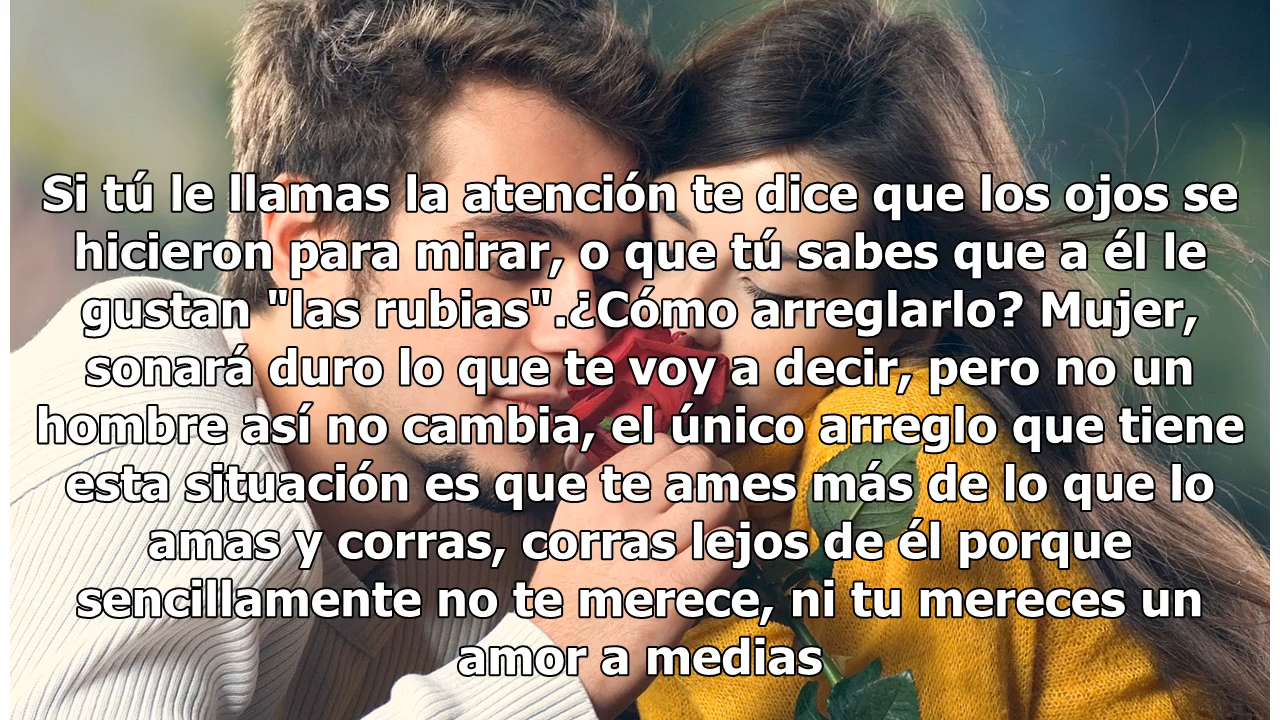 Si tú le llamas la atención te dice que los ojos se
hicieron para mirar, o que tú sabes que a él le
gustan "las rubias".¿Cómo arreglarlo? Mujer,
sonará duro lo que te voy a decir, pero no un
hombre así no cambia, el único arreglo que tiene
esta situación es que te ames más de lo que lo
amas y corras, corras lejos de él porque
sencillamente no te merece, ni tu mereces un
amor a medias